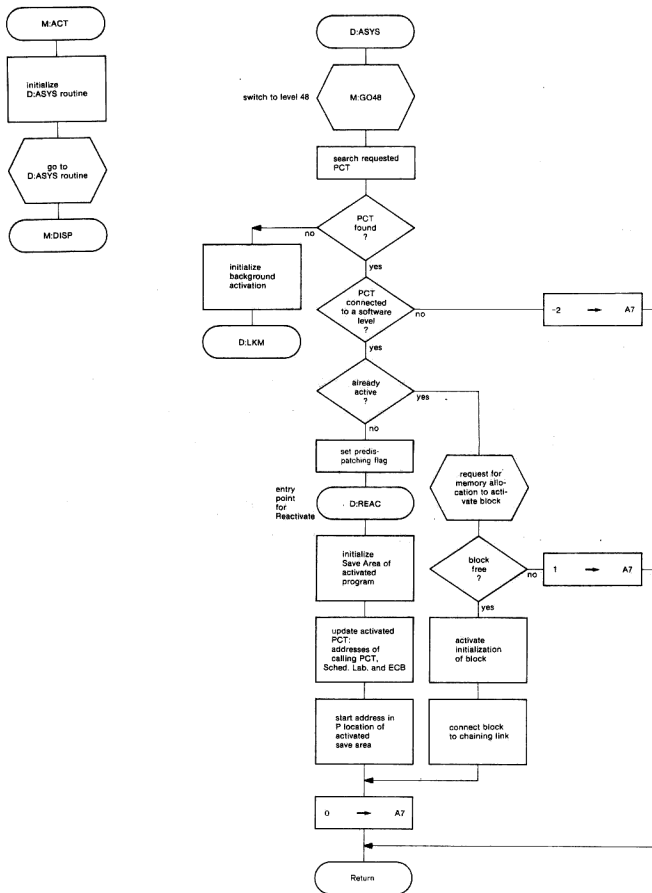 M:ACT
initialize
D:ASYS routine
go to
D:ASYS routine
M:DISP
D:ASYS
switch to level 48
M:GO48
search requested
PCT
PCT
found
?
no
yes
initialize
background
activation
D:LKM
PCT
connected
to a software
level
?
no
yes
-2 → A7
already
active
?
yes
no
set predis-
patching flag
entry
point
for
Reactivate
D:REAC
initialize
Save Area of
activated
program
update activated
PCT:
addresses of
calling PCT,
Sched. Lab. and ECB
start address in
P location of
activated
save area
request for
memory allo-
cation to acti-
vate block
block
free
?
no
yes
1 → A7
activate
initialization
of block
connect block
to chaining link
0 → A7
Return